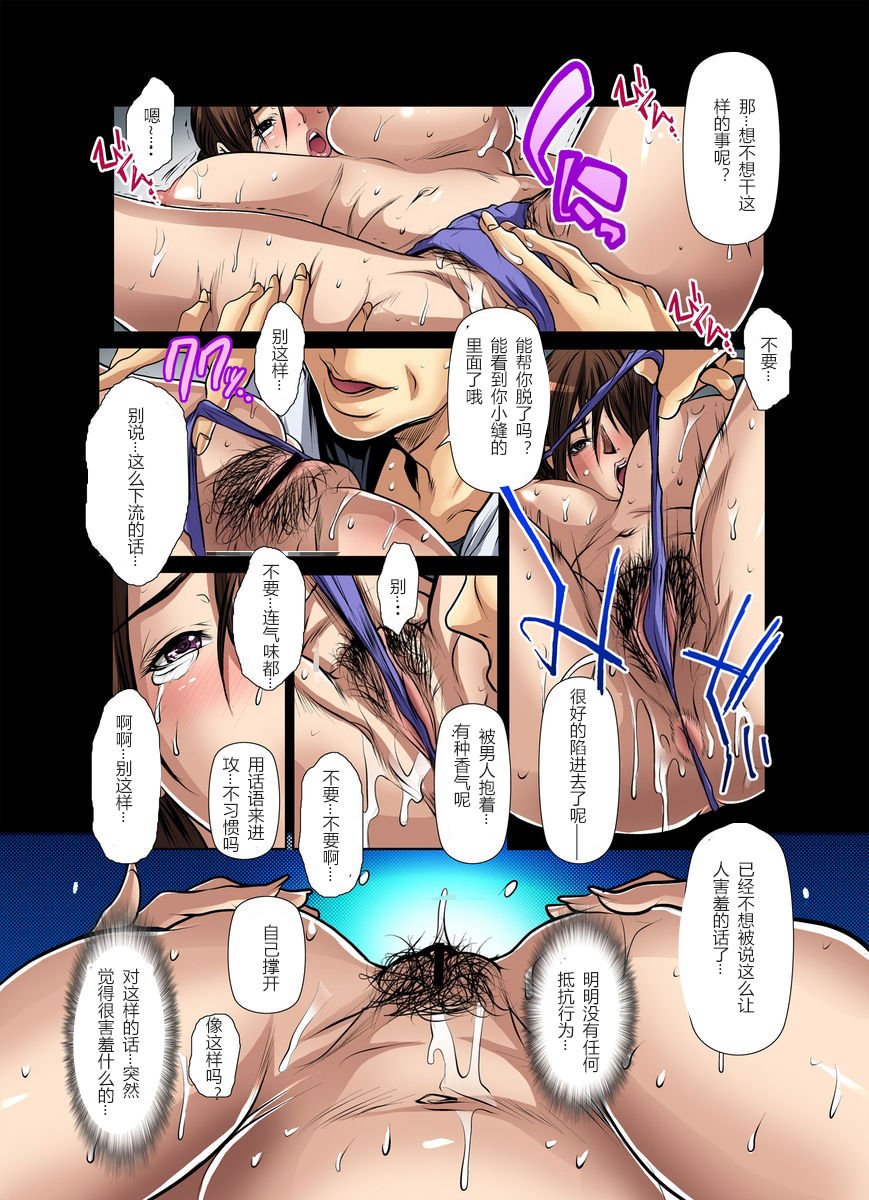 那…想不想干这
样的事呢？
嗯~…
不要…
能帮你脱了吗？
能看到你小缝的
里面了哦
别这样…
别说…这么下流的话…
很好的陷进去了呢——
别…
不要…连气味都…
被男人抱着…
有种香气呢
不要…不要啊…
用话语来进
攻…不习惯吗
啊啊…别这样…
已经不想被说这么让
人害羞的话了…
明明没有任何
抵抗行为…
自己撑开
像这样吗？
对这样的话…突然
觉得很害羞什么的…